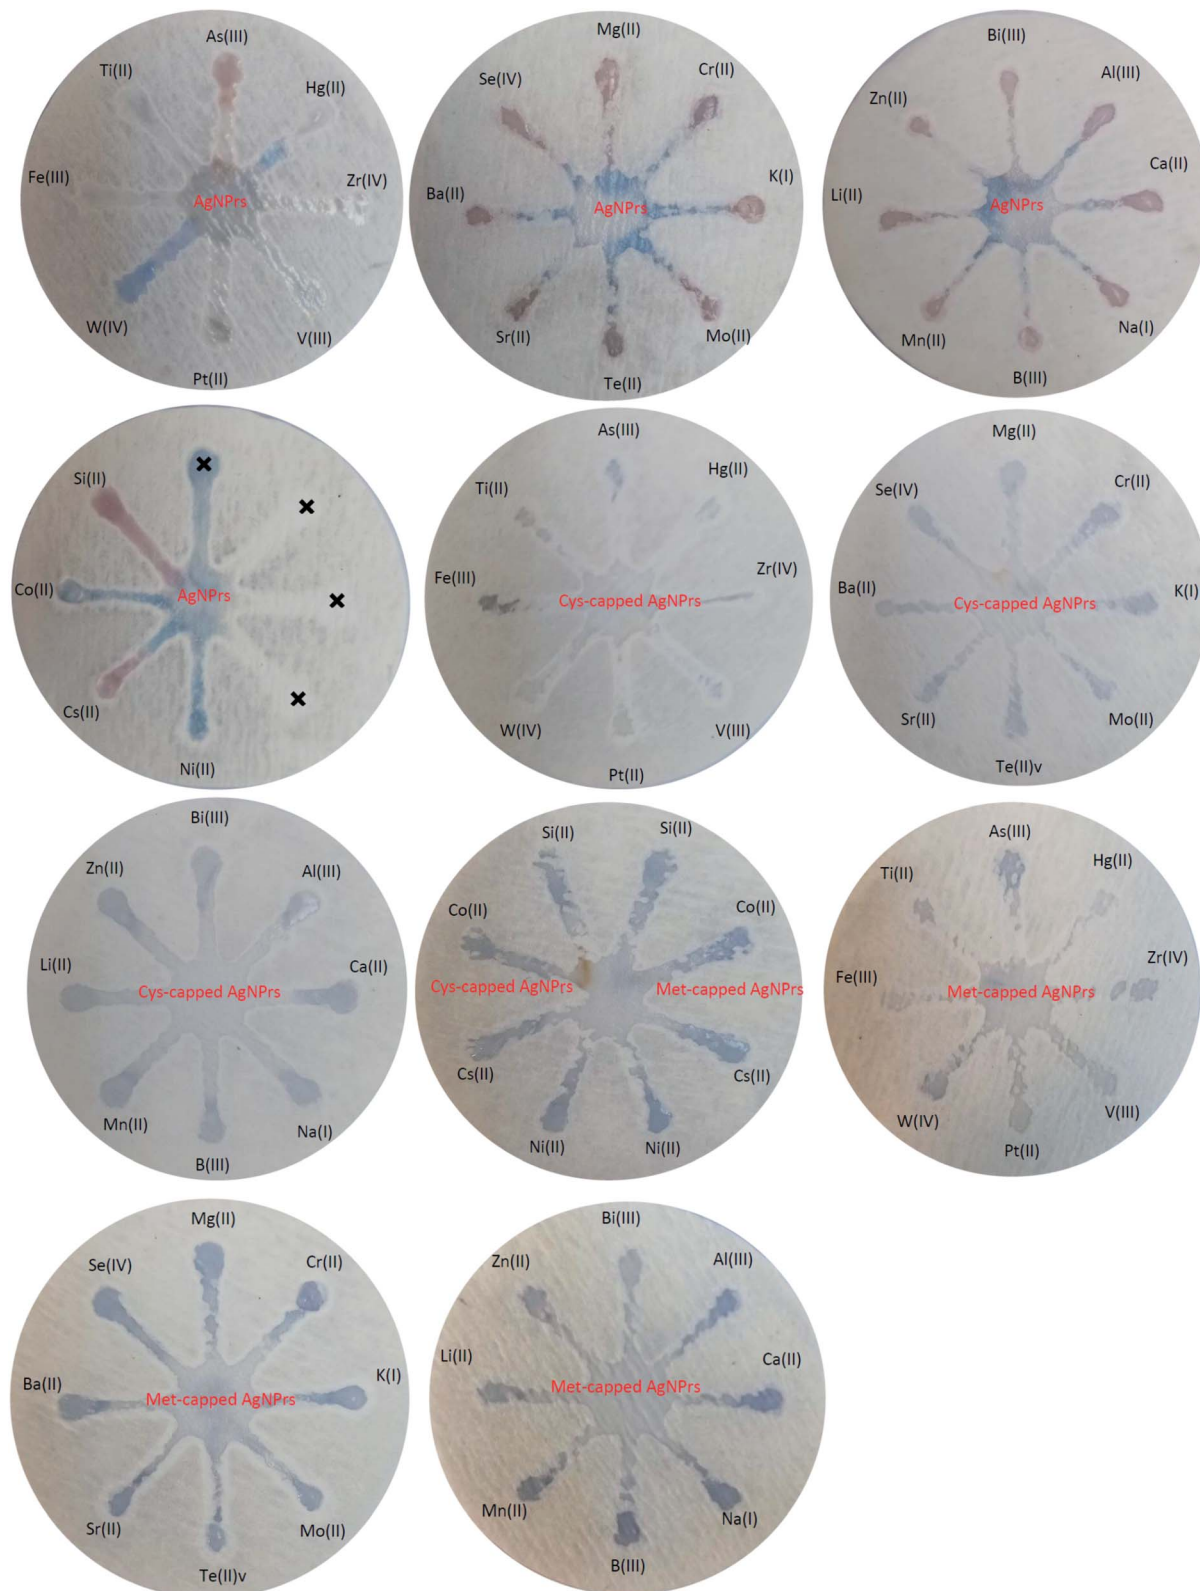 As(III)
Ti(II)
Hg(II)
Fe(III)
AgNPrs
Zr(IV)
W(IV)
V(III)
Pt(II)
Mg(II)
Se(IV)
Cr(II)
Ba(II)
AgNPrs
K(I)
Sr(II)
Mo(II)
Te(II)
Bi(III)
Zn(II)
Al(III)
Li(II)
AgNPrs
Ca(II)
Mn(II)
Na(I)
B(III)
Si(II)
Co(II)
AgNPrs
Cs(II)
Ni(II)
As(III)
Ti(II)
Hg(II)
Fe(III)
Cys-capped AgNPrs
Zr(IV)
W(IV)
V(III)
Pt(II)
Mg(II)
Se(IV)
Cr(II)
Ba(II)
Cys-capped AgNPrs
K(I)
Sr(II)
Mo(II)
Te(II)v
Bi(III)
Zn(II)
Al(III)
Li(II)
Cys-capped AgNPrs
Ca(II)
Mn(II)
Na(I)
B(III)
Si(II)
Si(II)
Co(II)
Co(II)
Cys-capped AgNPrs
Met-capped AgNPrs
Cs(II)
Cs(II)
Ni(II)
Ni(II)
As(III)
Ti(II)
Hg(II)
Fe(III)
Met-capped AgNPrs
Zr(IV)
W(IV)
V(III)
Pt(II)
Mg(II)
Se(IV)
Cr(II)
Ba(II)
Met-capped AgNPrs
K(I)
Sr(II)
Mo(II)
Te(II)v
Bi(III)
Zn(II)
Al(III)
Li(II)
Met-capped AgNPrs
Ca(II)
Mn(II)
Na(I)
B(III)